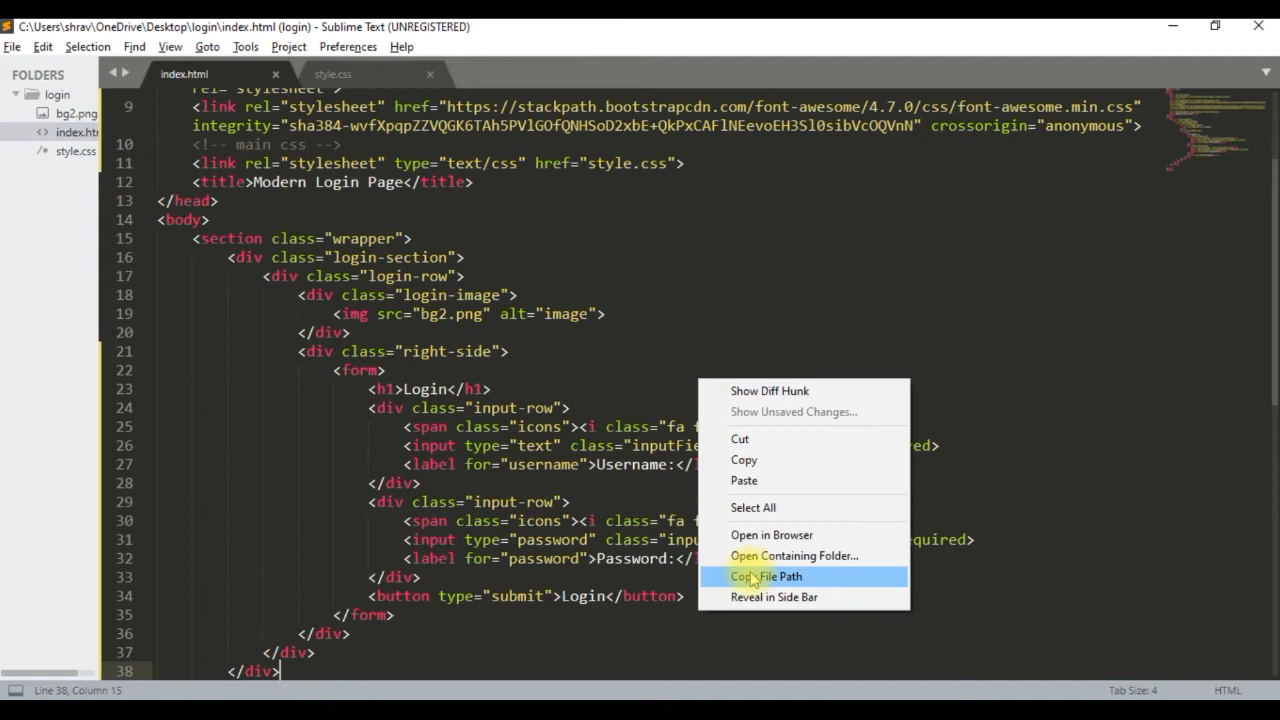 C:\Users\shrav\OneDrive\Desktop\login\index.html (login) - Sublime Text (UNREGISTERED)
File Edit Selection Find View Goto Tools Project Preferences Help
FOLDERS
login
bg2.png
index.htm
style.css
index.html
style.css
rel="stylesheet">
9 <link rel="stylesheet" href="https://stackpath.bootstrapcdn.com/font-awesome/4.7.0/css/font-awesome.min.css"
integrity="sha384-wvfXpqpZZVQGK6TAh5PVlGOfQNHSoD2xbE+QkPxCAFlNEevoEH3Sl0sibVcOQVnN" crossorigin="anonymous">
10 <!-- main css -->
11 <link rel="stylesheet" type="text/css" href="style.css">
12 <title>Modern Login Page</title>
13 </head>
14 <body>
15 <section class="wrapper">
16 <div class="login-section">
17 <div class="login-row">
18 <div class="login-image">
19 <img src="bg2.png" alt="image">
20 </div>
21 <div class="right-side">
22 <form>
23 <h1>Login</h1>
24 <div class="input-row">
25 <span class="icons"><i class="fa f
26 <input type="text" class="inputFie ed>
27 <label for="username">Username:</l
28 </div>
29 <div class="input-row">
30 <span class="icons"><i class="fa f
31 <input type="password" class="inpu quired>
32 <label for="password">Password:</l
33 </div>
34 <button type="submit">Login</button>
35 </form>
36 </div>
37 </div>
38 </div>
Show Diff Hunk
Show Unsaved Changes...
Cut
Copy
Paste
Select All
Open in Browser
Open Containing Folder...
Copy File Path
Reveal in Side Bar
Line 38, Column 15
Tab Size: 4
HTML